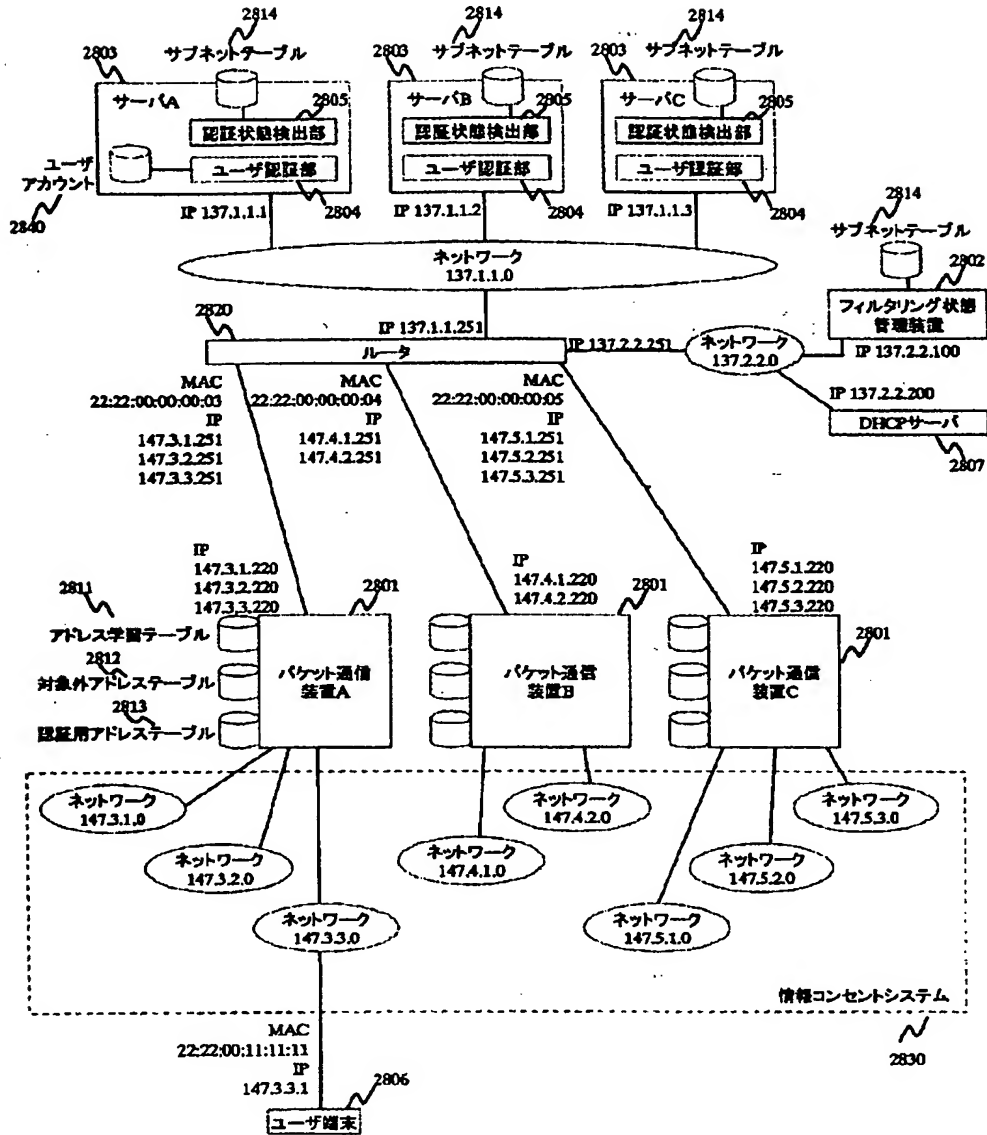 2814
2814
2814
サブネットテーブル
サブネットテーブル
サブネットテーブル
2803
2803
2803
サーバA
サーバB
サーバC
2805
2805
2805
認証状態検出部
認証状態検出部
認証状態検出部
ユーザ認証部
ユーザ認証部
ユーザ認証部
ユーザ
アカウント
2840
2804
2804
2804
IP 137.1.1.1
IP 137.1.1.2
IP 137.1.1.3
ネットワーク
137.1.1.0
2814
サブネットテーブル
2802
フィルタリング状態
管理装置
IP 137.2.2.100
2820
IP 137.1.1.251
ルータ
IP 137.2.2.251
ネットワーク
137.2.2.0
IP 137.2.2.200
DHCPサーバ
2807
MAC
22:22:00:00:00:03
IP
147.3.1.251
147.3.2.251
147.3.3.251
MAC
22:22:00:00:00:04
IP
147.4.1.251
147.4.2.251
MAC
22:22:00:00:00:05
IP
147.5.1.251
147.5.2.251
147.5.3.251
IP
147.3.1.220
147.3.2.220
147.3.3.220
IP
147.4.1.220
147.4.2.220
IP
147.5.1.220
147.5.2.220
147.5.3.220
2811
2801
2801
2801
アドレス学習テーブル
2812
対象外アドレステーブル
2813
認証用アドレステーブル
パケット通信
装置A
パケット通信
装置B
パケット通信
装置C
ネットワーク
147.3.1.0
ネットワーク
147.3.2.0
ネットワーク
147.3.3.0
ネットワーク
147.4.1.0
ネットワーク
147.4.2.0
ネットワーク
147.5.1.0
ネットワーク
147.5.2.0
ネットワーク
147.5.3.0
情報コンセントシステム
2830
MAC
22:22:00:11:11:11
IP
147.3.3.1
2806
ユーザ端末